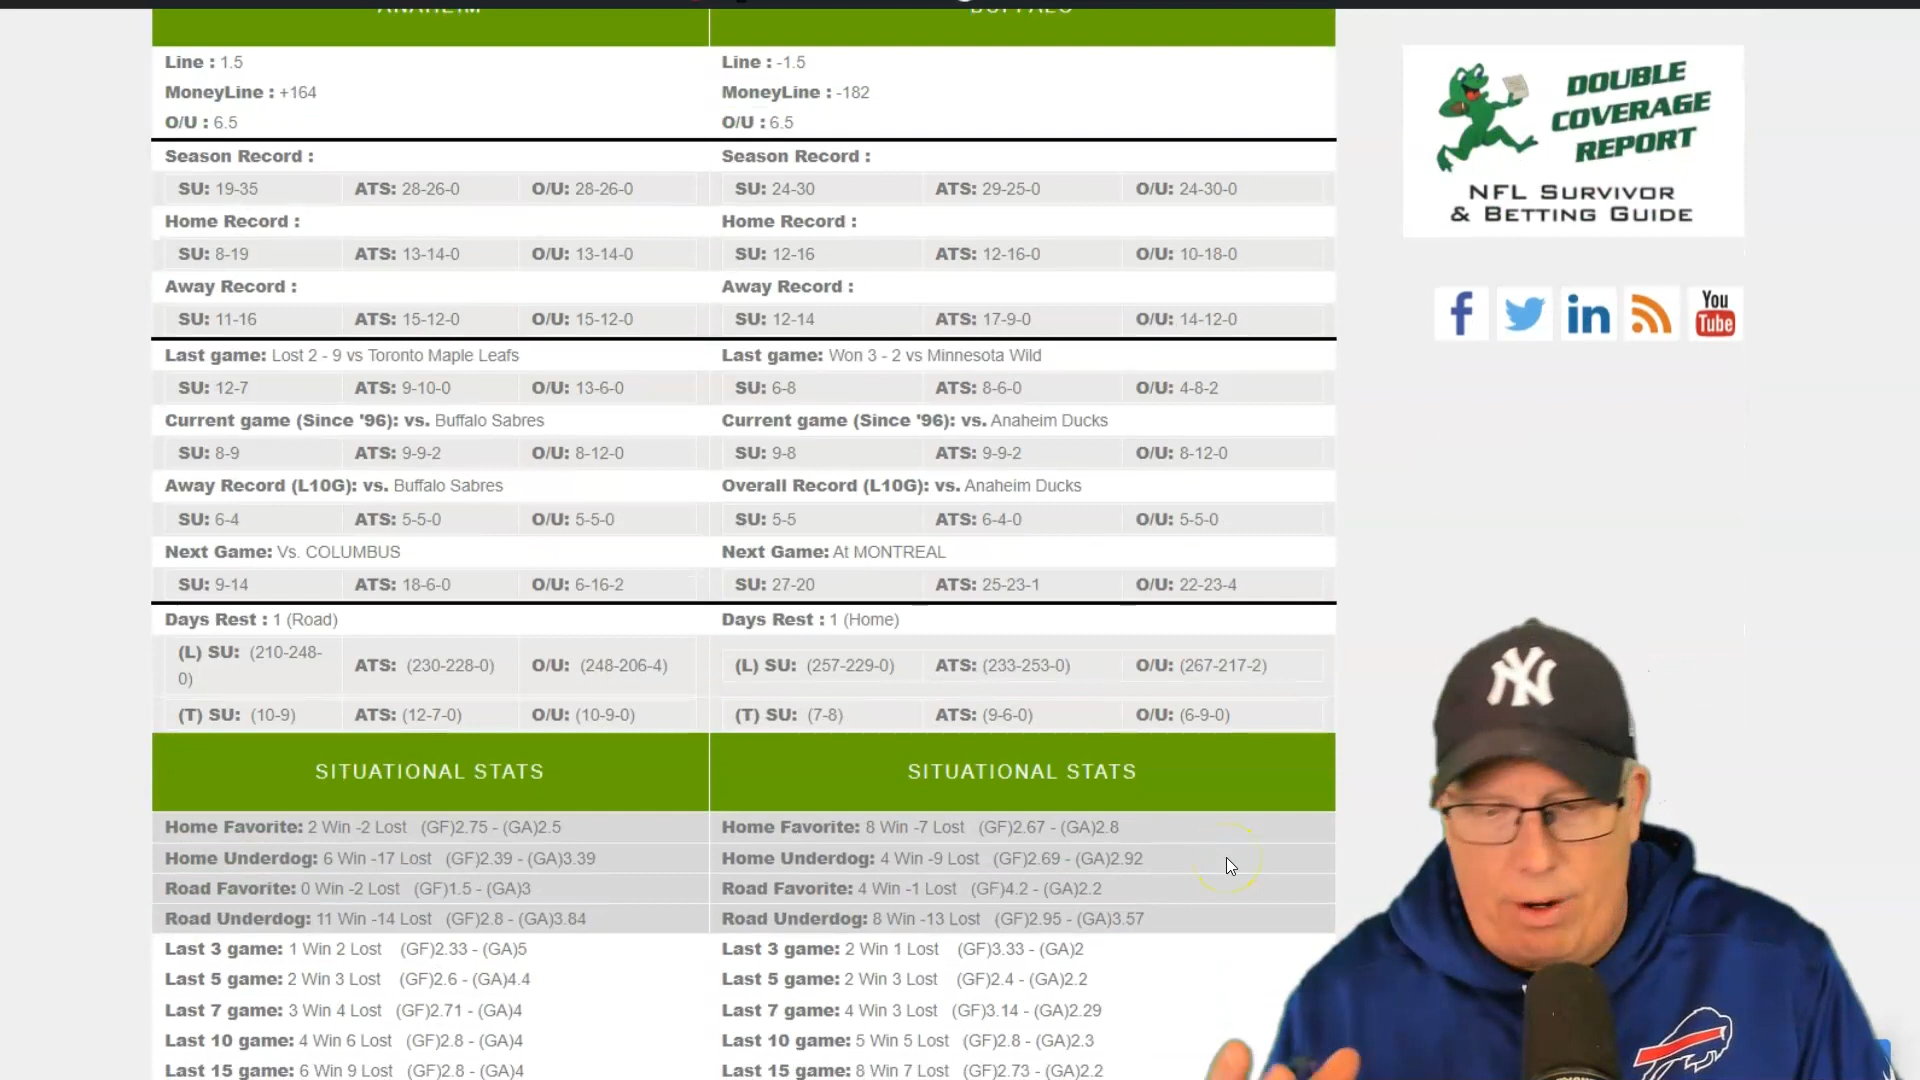 ANAHEIM BUFFALO
Line : 1.5 Line : -1.5
MoneyLine : +164 MoneyLine : -182
O/U : 6.5 O/U : 6.5
Season Record : Season Record :
SU: 19-35 ATS: 28-26-0 O/U: 28-26-0 SU: 24-30 ATS: 29-25-0 O/U: 24-30-0
Home Record : Home Record :
SU: 8-19 ATS: 13-14-0 O/U: 13-14-0 SU: 12-16 ATS: 12-16-0 O/U: 10-18-0
Away Record : Away Record :
SU: 11-16 ATS: 15-12-0 O/U: 15-12-0 SU: 12-14 ATS: 17-9-0 O/U: 14-12-0
Last game: Lost 2 - 9 vs Toronto Maple Leafs Last game: Won 3 - 2 vs Minnesota Wild
SU: 12-7 ATS: 9-10-0 O/U: 13-6-0 SU: 6-8 ATS: 8-6-0 O/U: 4-8-2
Current game (Since '96): vs. Buffalo Sabres Current game (Since '96): vs. Anaheim Ducks
SU: 8-9 ATS: 9-9-2 O/U: 8-12-0 SU: 9-8 ATS: 9-9-2 O/U: 8-12-0
Away Record (L10G): vs. Buffalo Sabres Overall Record (L10G): vs. Anaheim Ducks
SU: 6-4 ATS: 5-5-0 O/U: 5-5-0 SU: 5-5 ATS: 6-4-0 O/U: 5-5-0
Next Game: Vs. COLUMBUS Next Game: At MONTREAL
SU: 9-14 ATS: 18-6-0 O/U: 6-16-2 SU: 27-20 ATS: 25-23-1 O/U: 22-23-4
Days Rest : 1 (Road) Days Rest : 1 (Home)
(L) SU: (210-248-0) ATS: (230-228-0) O/U: (248-206-4) (L) SU: (257-229-0) ATS: (233-253-0) O/U: (267-217-2)
(T) SU: (10-9) ATS: (12-7-0) O/U: (10-9-0) (T) SU: (7-8) ATS: (9-6-0) O/U: (6-9-0)
SITUATIONAL STATS SITUATIONAL STATS
Home Favorite: 2 Win -2 Lost (GF)2.75 - (GA)2.5 Home Favorite: 8 Win -7 Lost (GF)2.67 - (GA)2.8
Home Underdog: 6 Win -17 Lost (GF)2.39 - (GA)3.39 Home Underdog: 4 Win -9 Lost (GF)2.69 - (GA)2.92
Road Favorite: 0 Win -2 Lost (GF)1.5 - (GA)3 Road Favorite: 4 Win -1 Lost (GF)4.2 - (GA)2.2
Road Underdog: 11 Win -14 Lost (GF)2.8 - (GA)3.84 Road Underdog: 8 Win -13 Lost (GF)2.95 - (GA)3.57
Last 3 game: 1 Win 2 Lost (GF)2.33 - (GA)5 Last 3 game: 2 Win 1 Lost (GF)3.33 - (GA)2
Last 5 game: 2 Win 3 Lost (GF)2.6 - (GA)4.4 Last 5 game: 2 Win 3 Lost (GF)2.4 - (GA)2.2
Last 7 game: 3 Win 4 Lost (GF)2.71 - (GA)4 Last 7 game: 4 Win 3 Lost (GF)3.14 - (GA)2.29
Last 10 game: 4 Win 6 Lost (GF)2.8 - (GA)4 Last 10 game: 5 Win 5 Lost (GF)2.8 - (GA)2.3
Last 15 game: 6 Win 9 Lost (GF)2.8 - (GA)4 Last 15 game: 8 Win 7 Lost (GF)2.73 - (GA)2.2
DOUBLE
COVERAGE
REPORT
NFL SURVIVOR
& BETTING GUIDE
f in You
Tube
NY